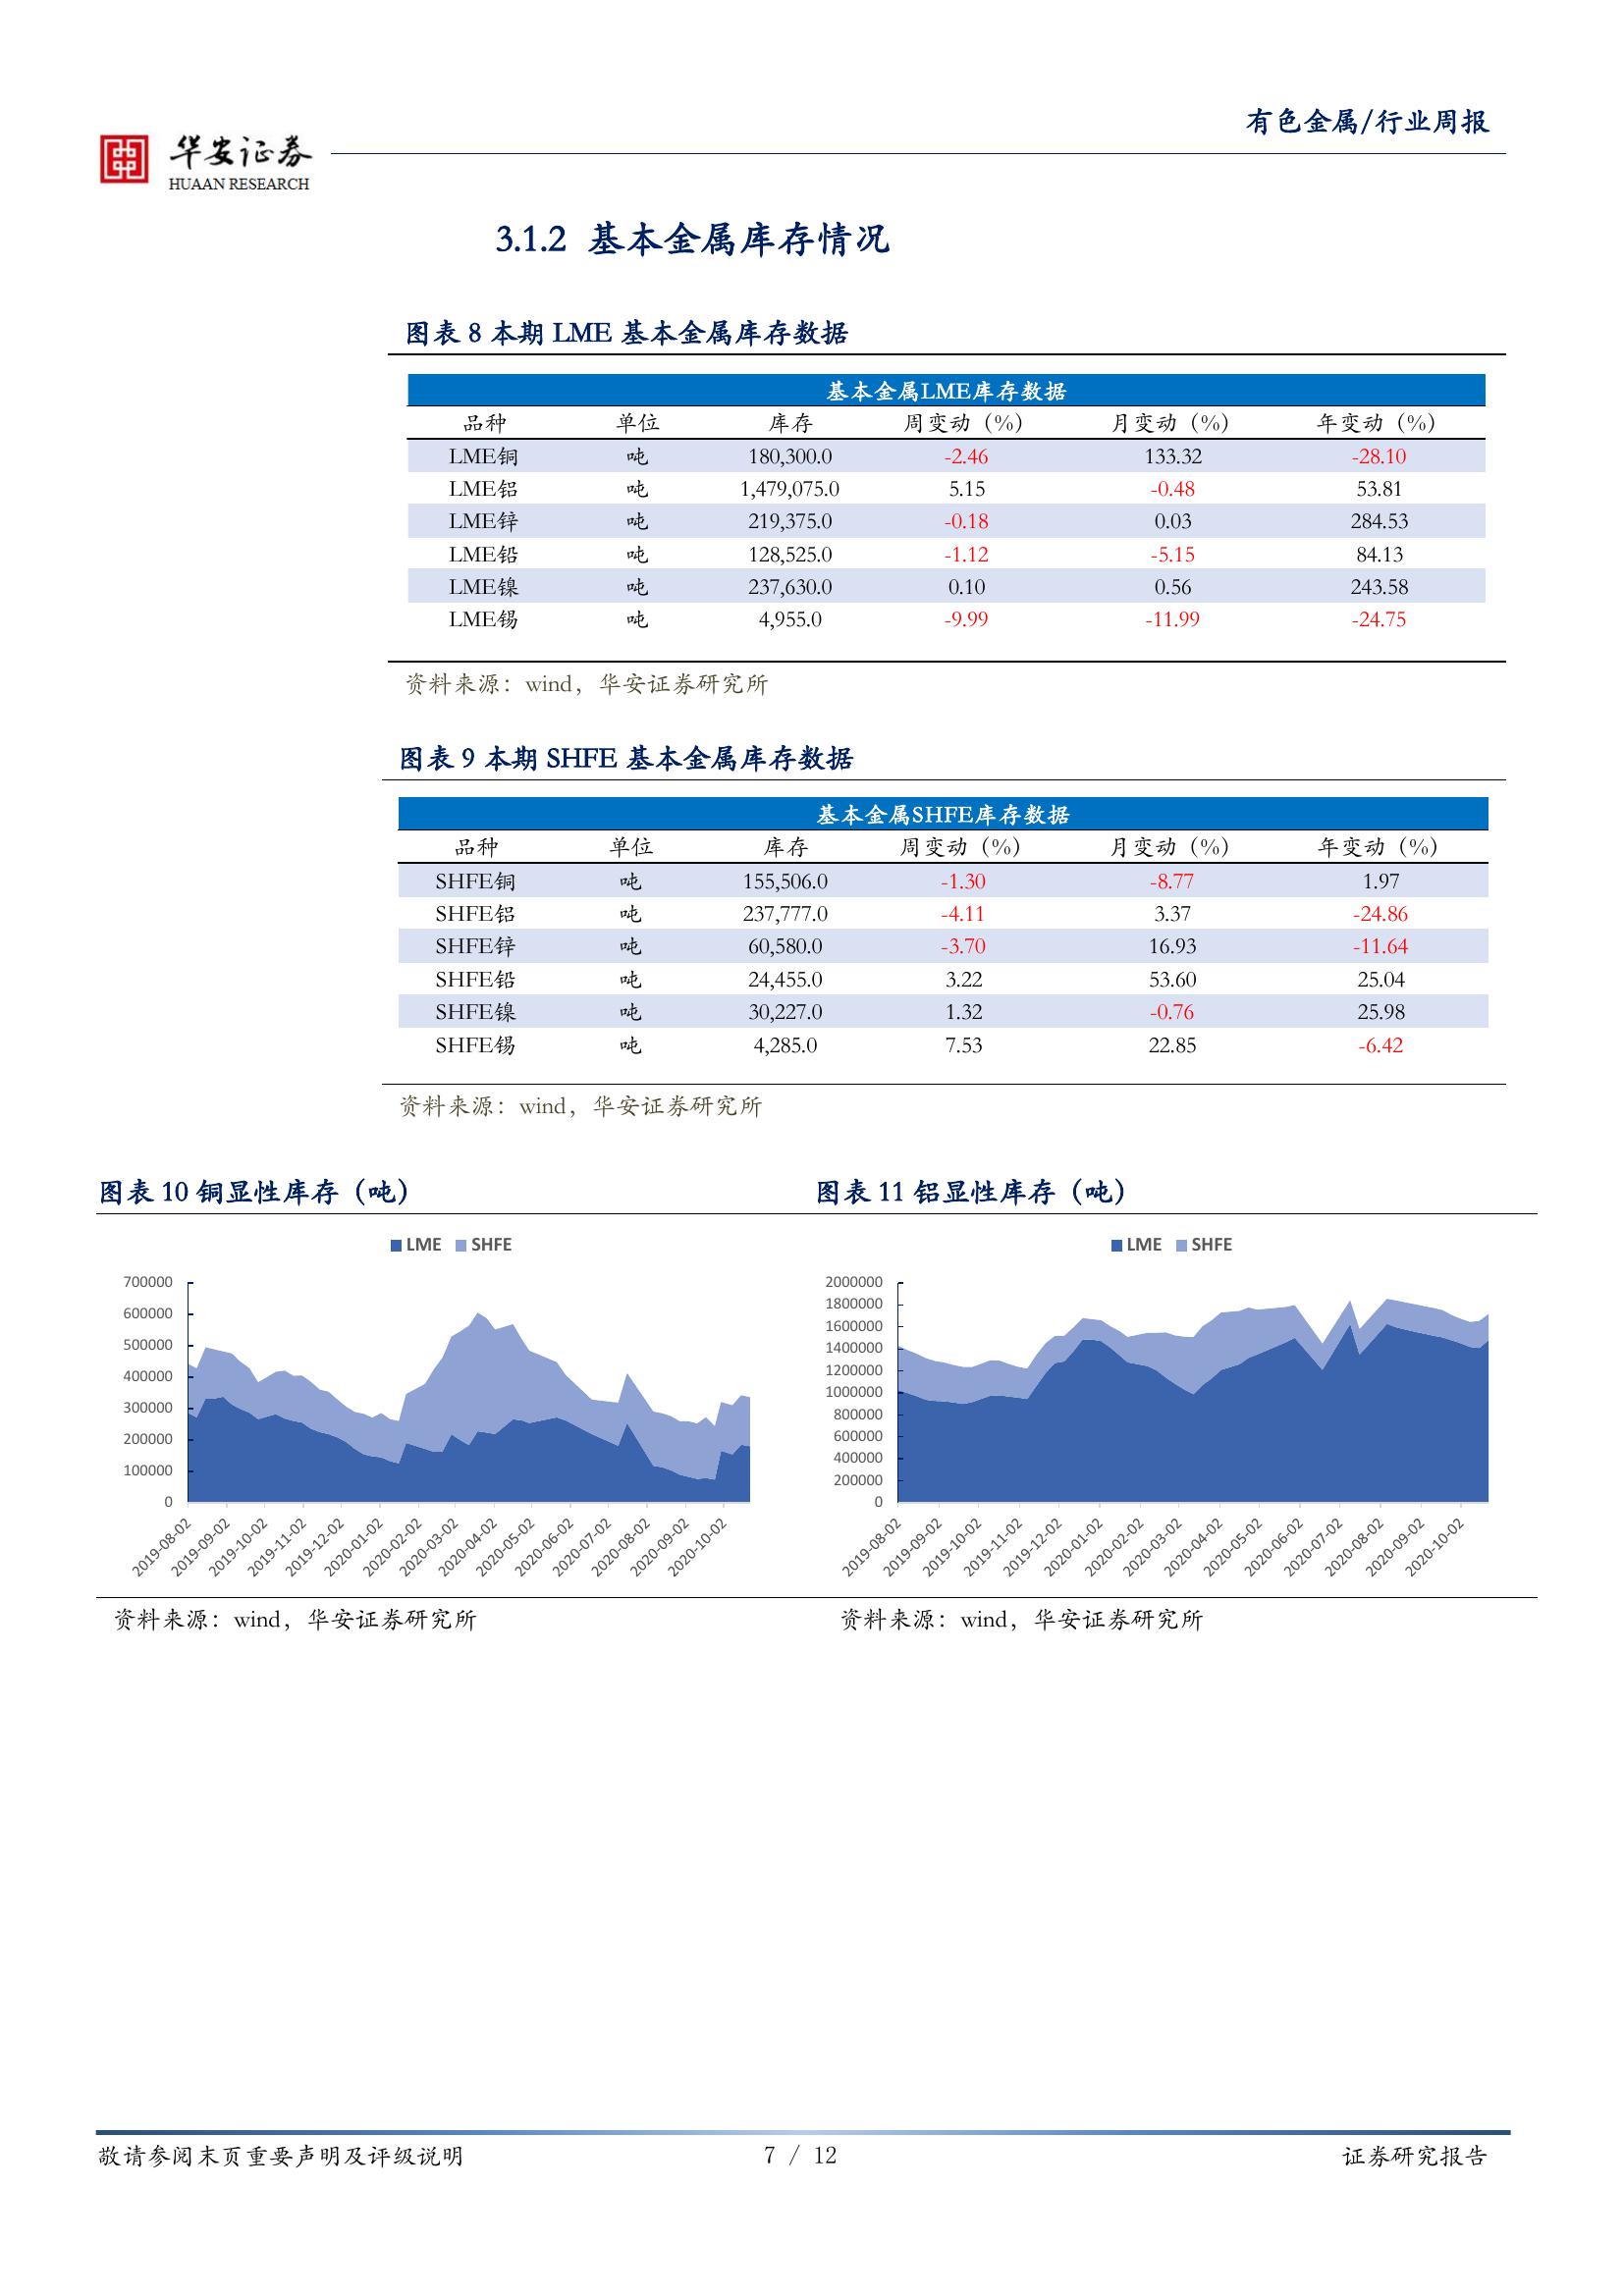 有色金属/行业周报
华安证券
HUAAN RESEARCH
3.1.2 基本金属库存情况
图表 8 本期 LME 基本金属库存数据
基本金属LME库存数据
品种 单位 库存 周变动（%） 月变动（%） 年变动（%）
LME铜 吨 180,300.0 -2.46 133.32 -28.10
LME铝 吨 1,479,075.0 5.15 -0.48 53.81
LME锌 吨 219,375.0 -0.18 0.03 284.53
LME铅 吨 128,525.0 -1.12 -5.15 84.13
LME镍 吨 237,630.0 0.10 0.56 243.58
LME锡 吨 4,955.0 -9.99 -11.99 -24.75
资料来源：wind，华安证券研究所
图表 9 本期 SHFE 基本金属库存数据
基本金属SHFE库存数据
品种 单位 库存 周变动（%） 月变动（%） 年变动（%）
SHFE铜 吨 155,506.0 -1.30 -8.77 1.97
SHFE铝 吨 237,777.0 -4.11 3.37 -24.86
SHFE锌 吨 60,580.0 -3.70 16.93 -11.64
SHFE铅 吨 24,455.0 3.22 53.60 25.04
SHFE镍 吨 30,227.0 1.32 -0.76 25.98
SHFE锡 吨 4,285.0 7.53 22.85 -6.42
资料来源：wind，华安证券研究所
图表 10 铜显性库存（吨）
LME SHFE
700000
600000
500000
400000
300000
200000
100000
0
2019-08-02
2019-09-02
2019-10-02
2019-11-02
2019-12-02
2020-01-02
2020-02-02
2020-03-02
2020-04-02
2020-05-02
2020-06-02
2020-07-02
2020-08-02
2020-09-02
2020-10-02
资料来源：wind，华安证券研究所
图表 11 铝显性库存（吨）
LME SHFE
2000000
1800000
1600000
1400000
1200000
1000000
800000
600000
400000
200000
0
2019-08-02
2019-09-02
2019-10-02
2019-11-02
2019-12-02
2020-01-02
2020-02-02
2020-03-02
2020-04-02
2020-05-02
2020-06-02
2020-07-02
2020-08-02
2020-09-02
2020-10-02
资料来源：wind，华安证券研究所
敬请参阅末页重要声明及评级说明
7 / 12
证券研究报告